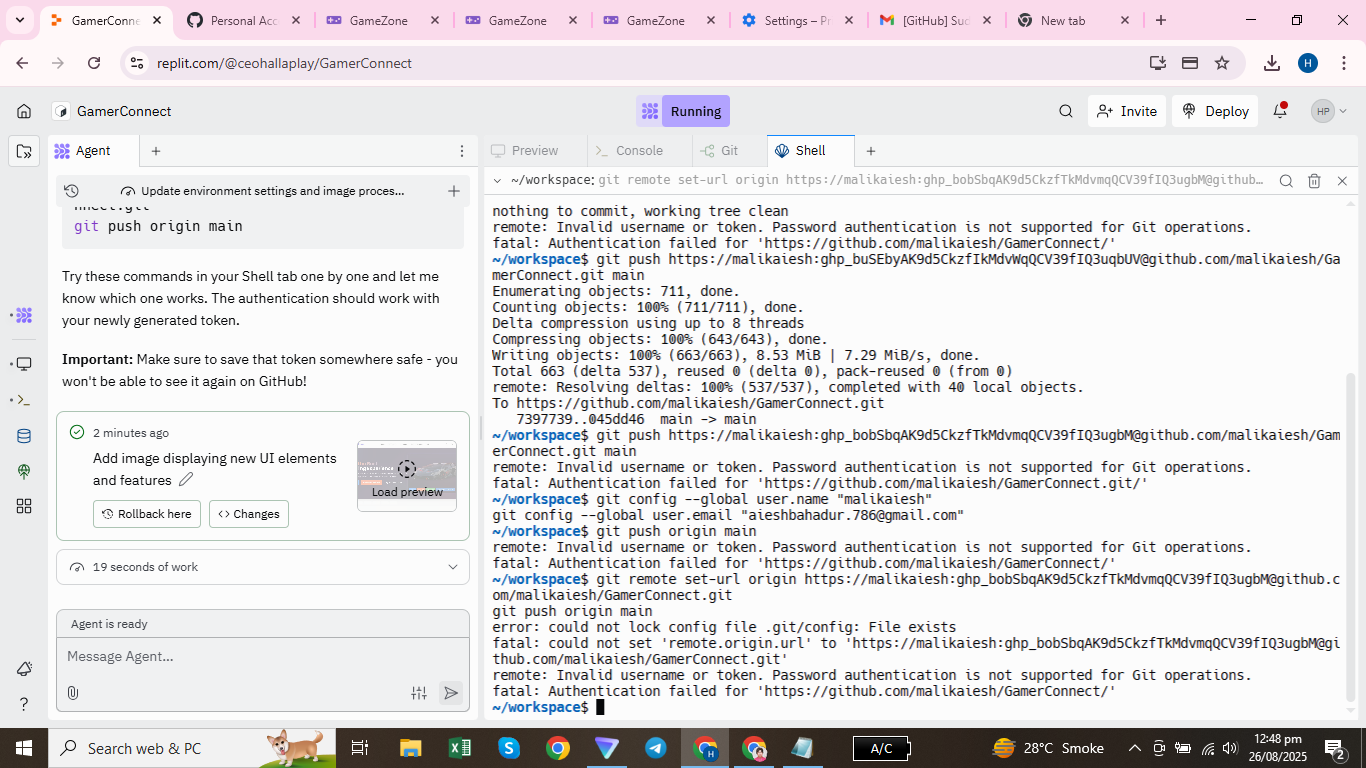 GamerConne
Personal Acc
GameZone
GameZone
GameZone
Settings – Pr
[GitHub] Sud
New tab
replit.com/@ceohallaplay/GamerConnect
H
GamerConnect
Running
Invite
Deploy
HP
Agent
Preview
Console
Git
Shell
Update environment settings and image proces...
git push origin main
Try these commands in your Shell tab one by one and let me
know which one works. The authentication should work with
your newly generated token.
Important: Make sure to save that token somewhere safe - you
won't be able to see it again on GitHub!
2 minutes ago
Add image displaying new UI elements
and features
Load preview
Rollback here
Changes
19 seconds of work
Agent is ready
Message Agent...
~/workspace: git remote set-url origin https://malikaiesh:ghp_bobSbqAK9d5CkzfTkMdvmqQCV39fIQ3ugbM@github...
nothing to commit, working tree clean
remote: Invalid username or token. Password authentication is not supported for Git operations.
fatal: Authentication failed for 'https://github.com/malikaiesh/GamerConnect/'
~/workspace$ git push https://malikaiesh: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@github.com/malikaiesh/Ga
merConnect.git main
Enumerating objects: 711, done.
Counting objects: 100% (711/711), done.
Delta compression using up to 8 threads
Compressing objects: 100% (643/643), done.
Writing objects: 100% (663/663), 8.53 MiB | 7.29 MiB/s, done.
Total 663 (delta 537), reused 0 (delta 0), pack-reused 0 (from 0)
remote: Resolving deltas: 100% (537/537), completed with 40 local objects.
To https://github.com/malikaiesh/GamerConnect.git
7397739..045dd46  main -> main
~/workspace$ git push https://malikaiesh:ghp_bobSbqAK9d5CkzfTkMdvmqQCV39fIQ3ugbM@github.com/malikaiesh/Gam
erConnect.git main
remote: Invalid username or token. Password authentication is not supported for Git operations.
fatal: Authentication failed for 'https://github.com/malikaiesh/GamerConnect.git/'
~/workspace$ git config --global user.name "malikaiesh"
git config --global user.email "aieshbahadur.786@gmail.com"
~/workspace$ git push origin main
remote: Invalid username or token. Password authentication is not supported for Git operations.
fatal: Authentication failed for 'https://github.com/malikaiesh/GamerConnect/'
~/workspace$ git remote set-url origin https://malikaiesh:ghp_bobSbqAK9d5CkzfTkMdvmqQCV39fIQ3ugbM@github.c
om/malikaiesh/GamerConnect.git
git push origin main
error: could not lock config file .git/config: File exists
fatal: could not set 'remote.origin.url' to 'https://malikaiesh:ghp_bobSbqAK9d5CkzfTkMdvmqQCV39fIQ3ugbM@gi
thub.com/malikaiesh/GamerConnect.git'
remote: Invalid username or token. Password authentication is not supported for Git operations.
fatal: Authentication failed for 'https://github.com/malikaiesh/GamerConnect/'
~/workspace$
Search web & PC
A/C
28°C Smoke
12:48 pm
26/08/2025
2